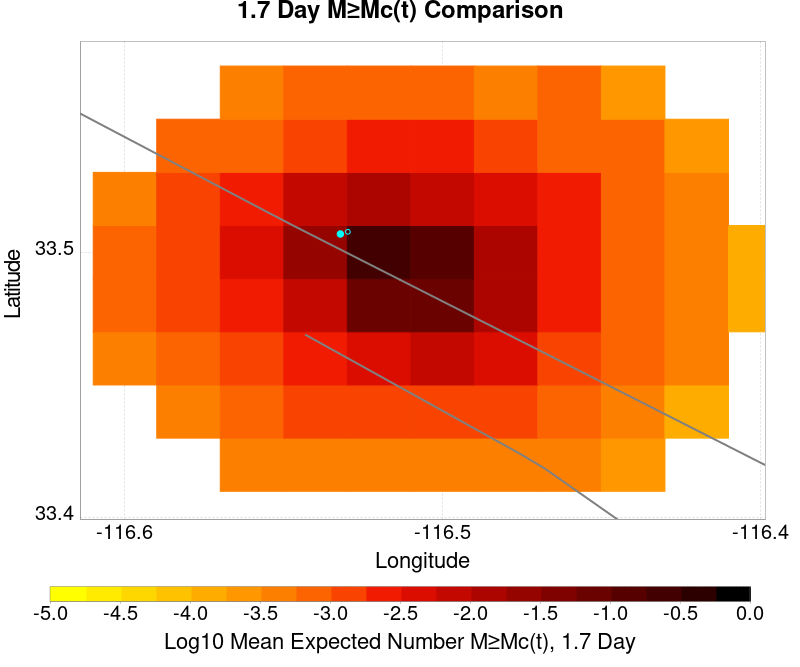 1.7 Day M≥Mc(t) Comparison
Latitude
33.5
33.4
-116.6 -116.5 -116.4
Longitude
-5.0 -4.5 -4.0 -3.5 -3.0 -2.5 -2.0 -1.5 -1.0 -0.5 0.0
Log10 Mean Expected Number M≥Mc(t), 1.7 Day